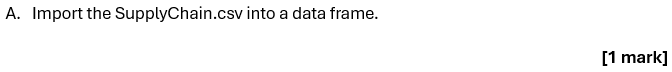 A. Import the SupplyChain.csv into a data frame.
[1 mark]